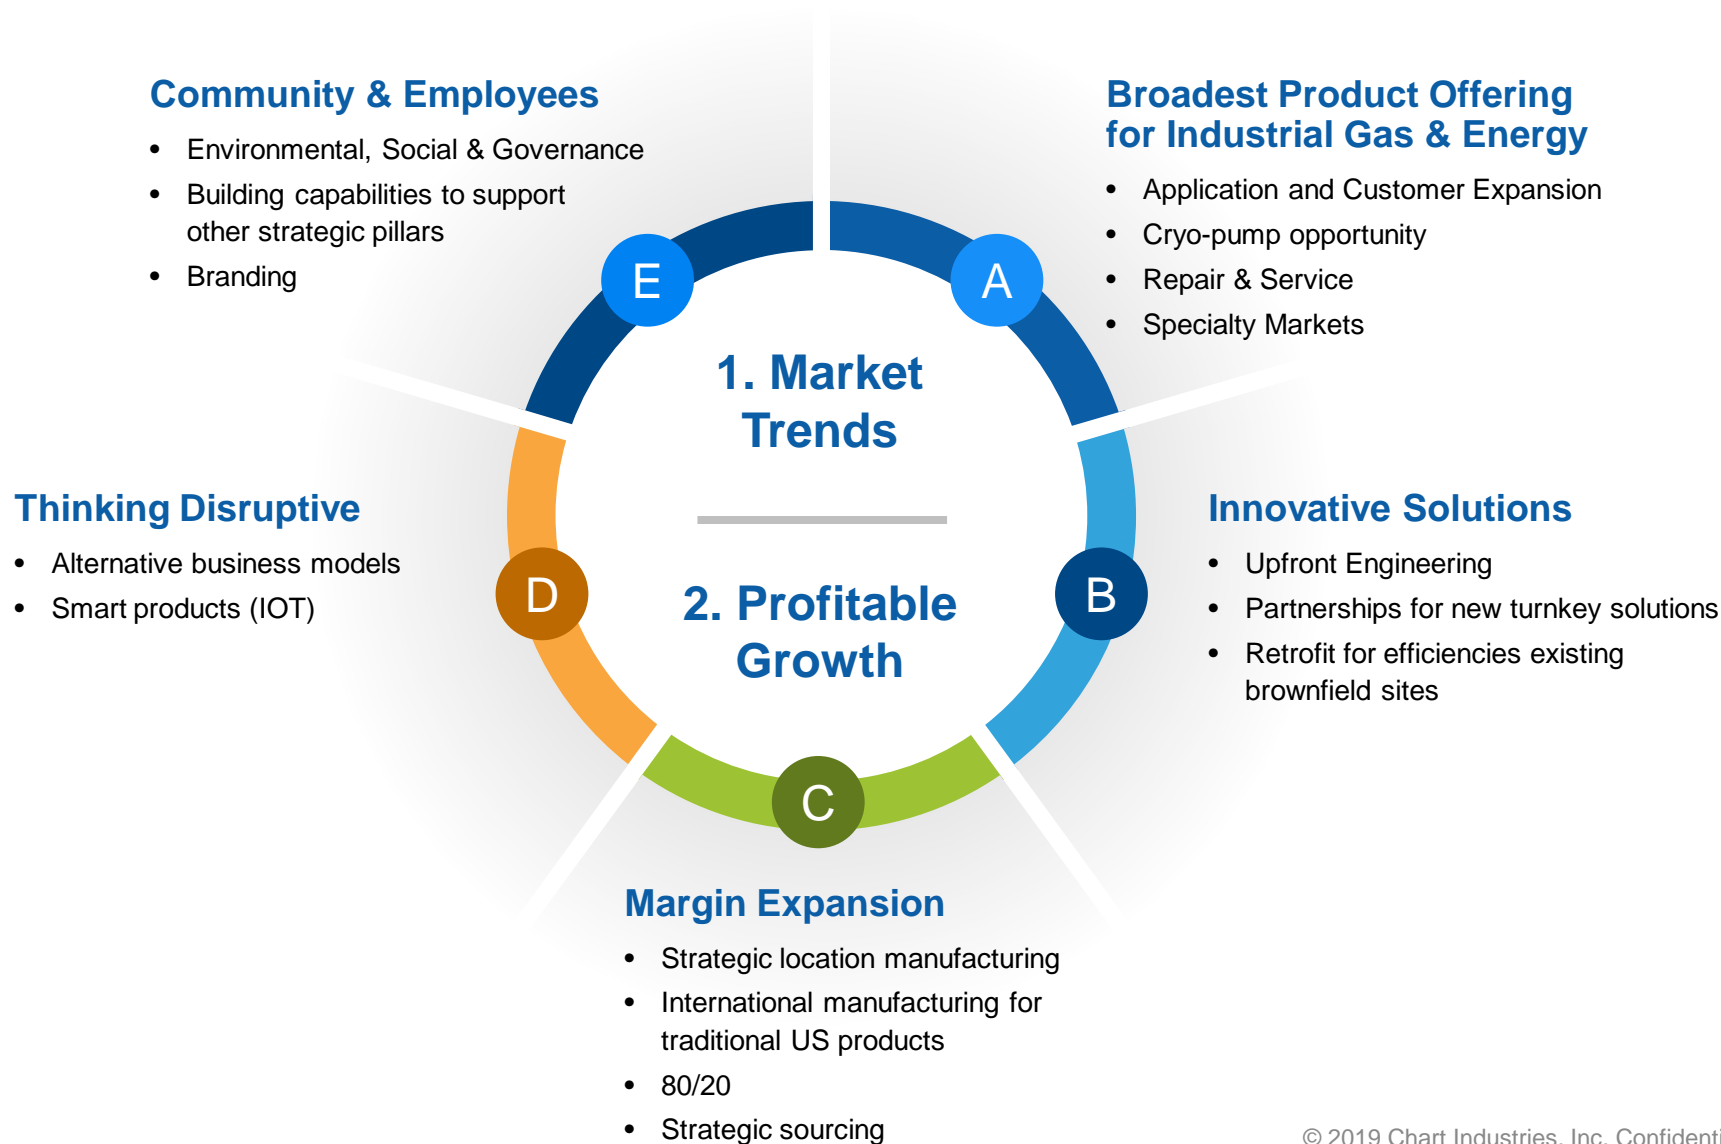 Community & Employees
• Environmental, Social & Governance
• Building capabilities to support
other strategic pillars
• Branding
Broadest Product Offering
for Industrial Gas & Energy
• Application and Customer Expansion
• Cryo-pump opportunity
• Repair & Service
• Specialty Markets
E
A
1. Market
Trends
2. Profitable
Growth
Thinking Disruptive
• Alternative business models
• Smart products (IOT)
D
B
Innovative Solutions
• Upfront Engineering
• Partnerships for new turnkey solutions
• Retrofit for efficiencies existing
brownfield sites
C
Margin Expansion
• Strategic location manufacturing
• International manufacturing for
traditional US products
• 80/20
• Strategic sourcing
© 2019 Chart Industries, Inc. Confidenti